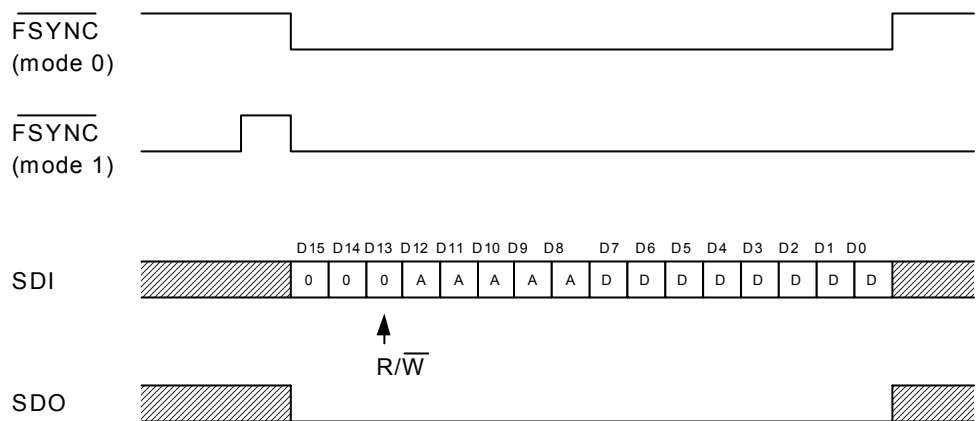 FSYNC
(mode 0)
FSYNC
(mode 1)
D15 D14 D13 D12 D11 D10 D9 D8 D7 D6 D5 D4 D3 D2 D1 D0
SDI 0 0 0 A A A A A D D D D D D D D
R/W
SDO